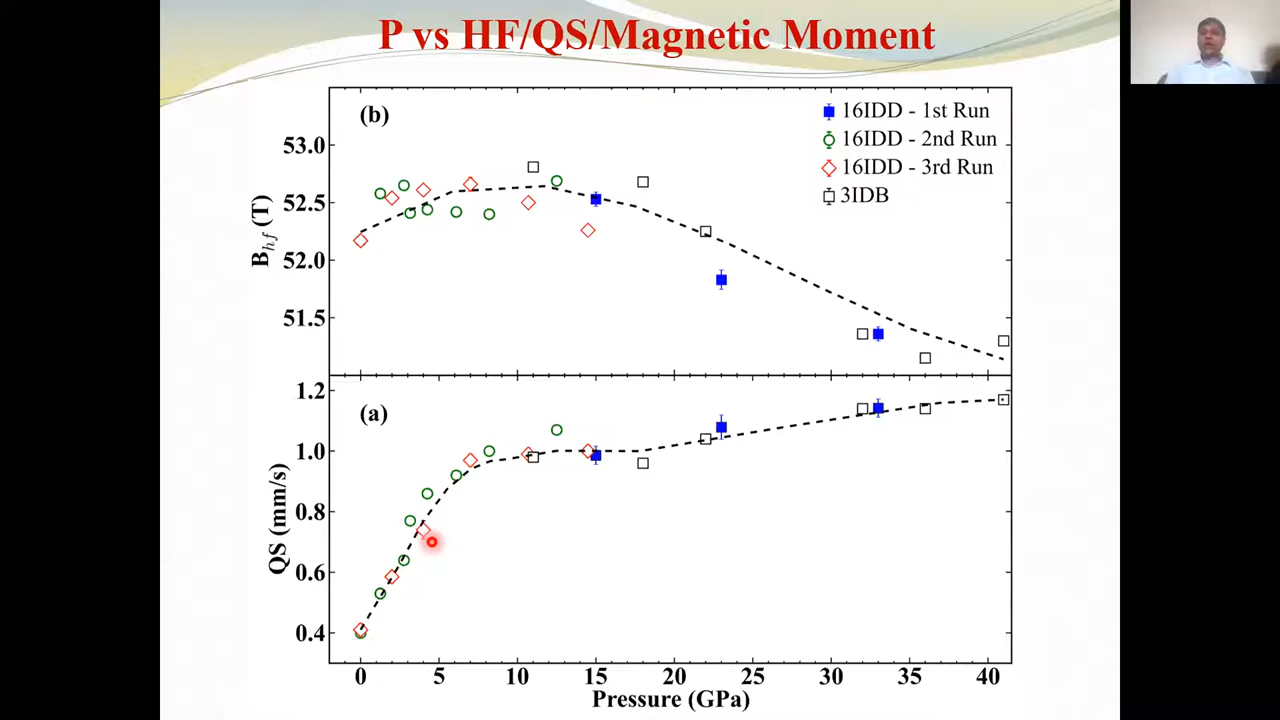 P vs HF/QS/Magnetic Moment
(b)
16IDD - 1st Run
16IDD - 2nd Run
16IDD - 3rd Run
3IDB
53.0
52.5
52.0
51.5
B_hf (T)
(a)
1.2
1.0
0.8
0.6
0.4
QS (mm/s)
0 5 10 15 20 25 30 35 40
Pressure (GPa)